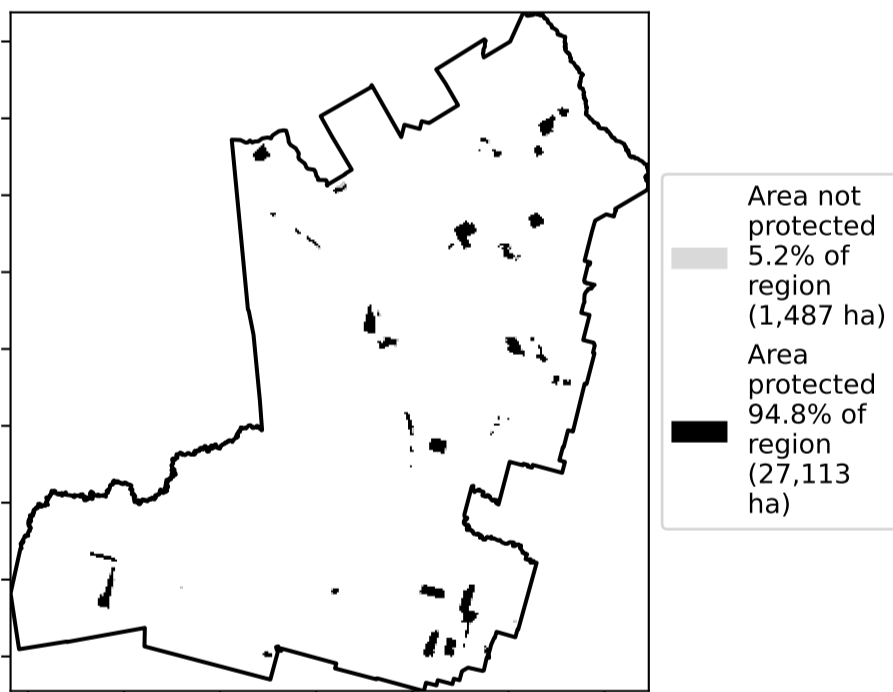 Area not
protected
5.2% of
region
(1,487 ha)
Area
protected
94.8% of
region
(27,113
ha)